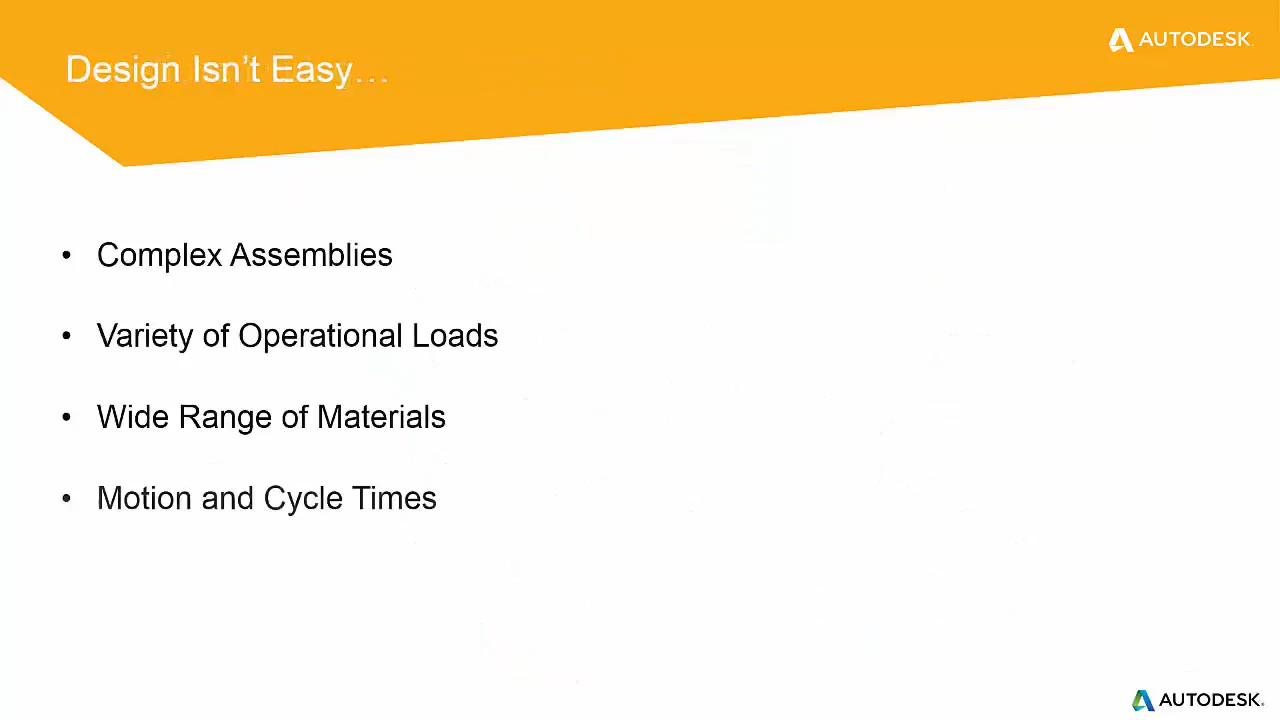 AUTODESK.
Design Isn’t Easy…
• Complex Assemblies
• Variety of Operational Loads
• Wide Range of Materials
• Motion and Cycle Times
AUTODESK®